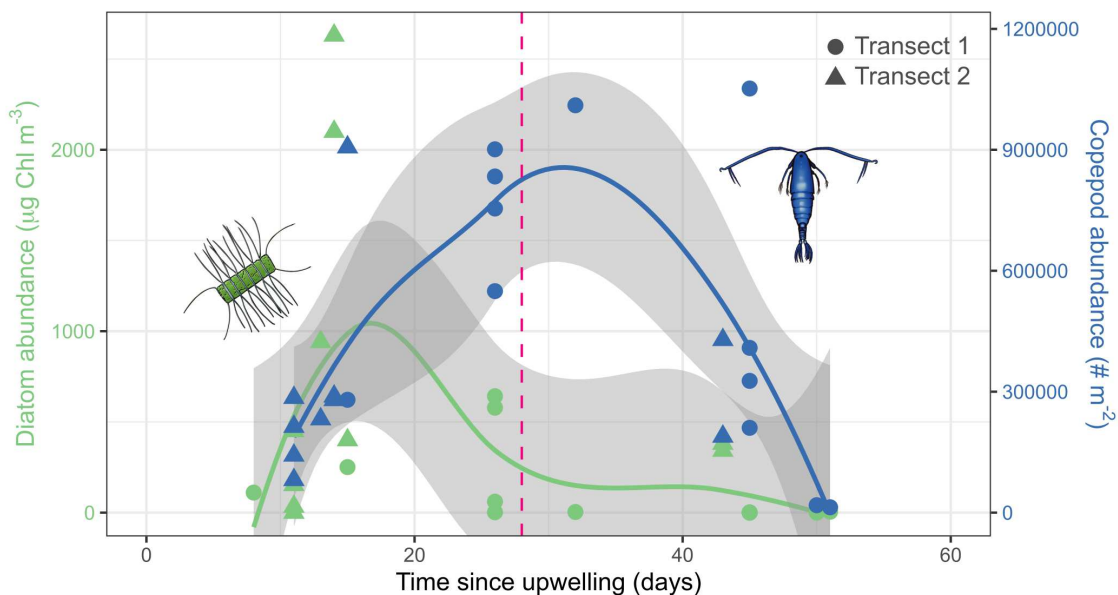 Transect 1
Transect 2
Diatom abundance (μg Chl m-3)
2000
1000
0
Copepod abundance (# m-2)
1200000
900000
600000
300000
0
0
20
40
60
Time since upwelling (days)